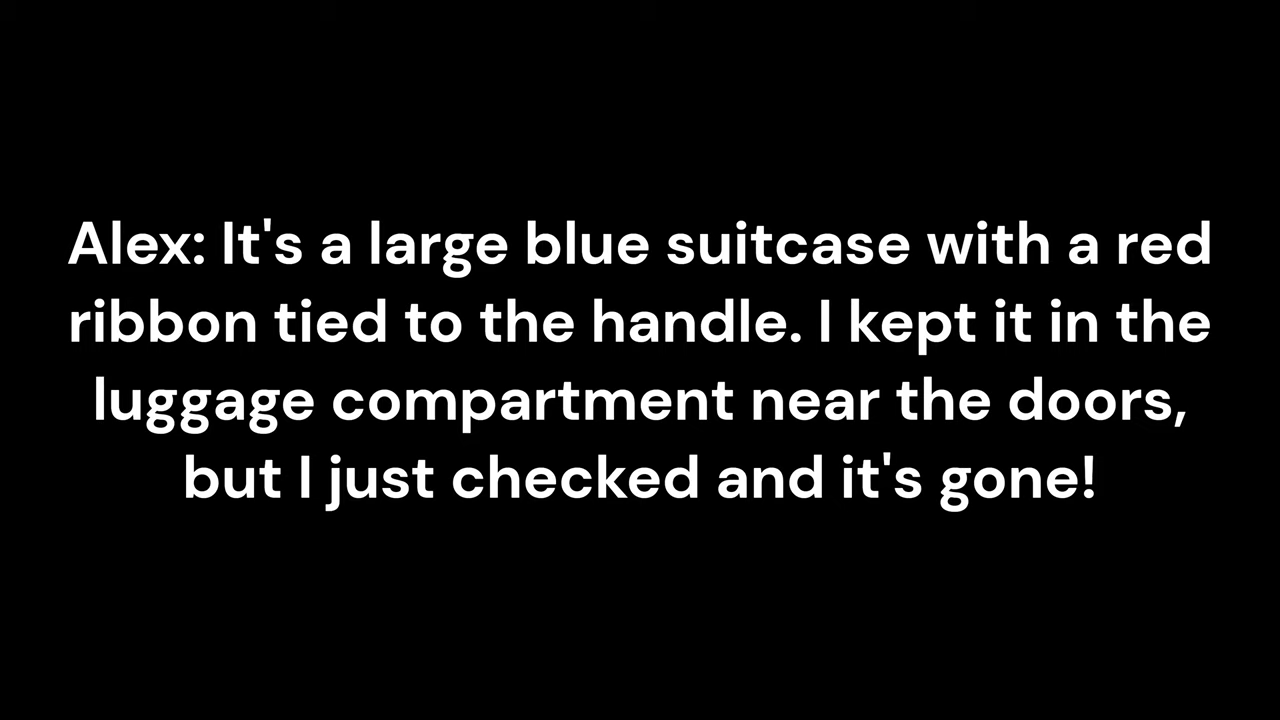 Alex: It's a large blue suitcase with a red
ribbon tied to the handle. I kept it in the
luggage compartment near the doors,
but I just checked and it's gone!